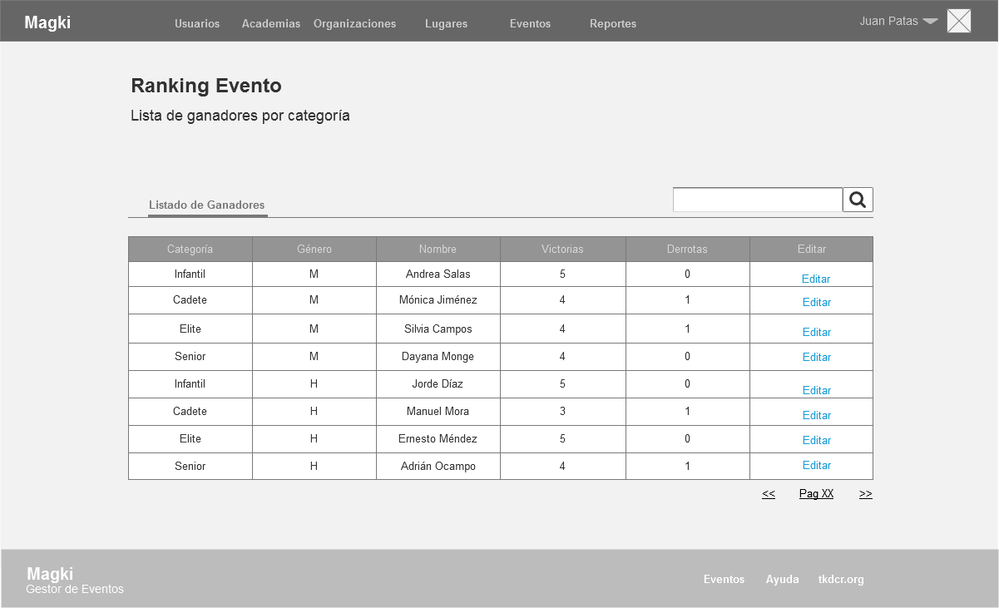 Magki Usuarios Academias Organizaciones Lugares Eventos Reportes Juan Patas
Ranking Evento
Lista de ganadores por categoría
Listado de Ganadores
Categoría Género Nombre Victorias Derrotas Editar
Infantil M Andrea Salas 5 0 Editar
Cadete M Mónica Jiménez 4 1 Editar
Elite M Silvia Campos 4 1 Editar
Senior M Dayana Monge 4 0 Editar
Infantil H Jorde Díaz 5 0 Editar
Cadete H Manuel Mora 3 1 Editar
Elite H Ernesto Méndez 5 0 Editar
Senior H Adrián Ocampo 4 1 Editar
<< Pag XX >>
Magki
Gestor de Eventos
Eventos Ayuda tkdcr.org